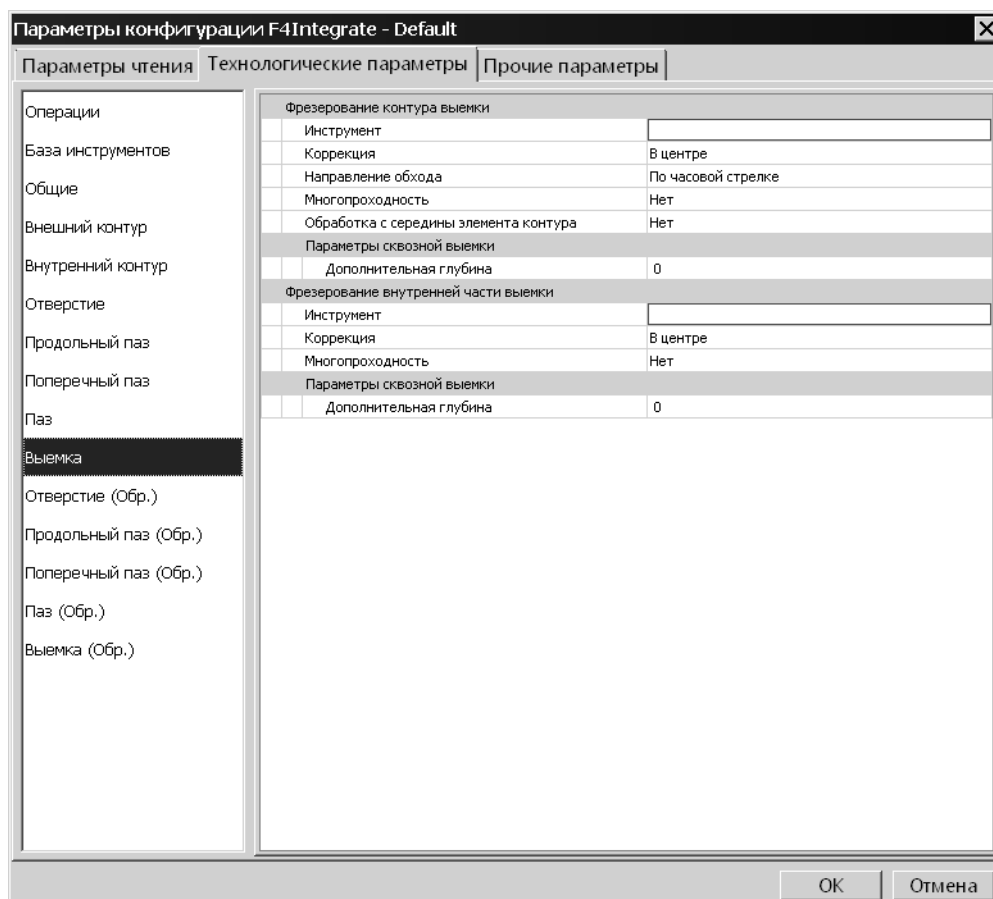 Параметры конфигурации F4Integrate - Default
Параметры чтения Технологические параметры Прочие параметры
Операции
База инструментов
Общие
Внешний контур
Внутренний контур
Отверстие
Продольный паз
Поперечный паз
Паз
Выемка
Отверстие (Обр.)
Продольный паз (Обр.)
Поперечный паз (Обр.)
Паз (Обр.)
Выемка (Обр.)
Фрезерование контура выемки
Инструмент
Коррекция В центре
Направление обхода По часовой стрелке
Многопроходность Нет
Обработка с середины элемента контура Нет
Параметры сквозной выемки
Дополнительная глубина 0
Фрезерование внутренней части выемки
Инструмент
Коррекция В центре
Многопроходность Нет
Параметры сквозной выемки
Дополнительная глубина 0
OK Отмена